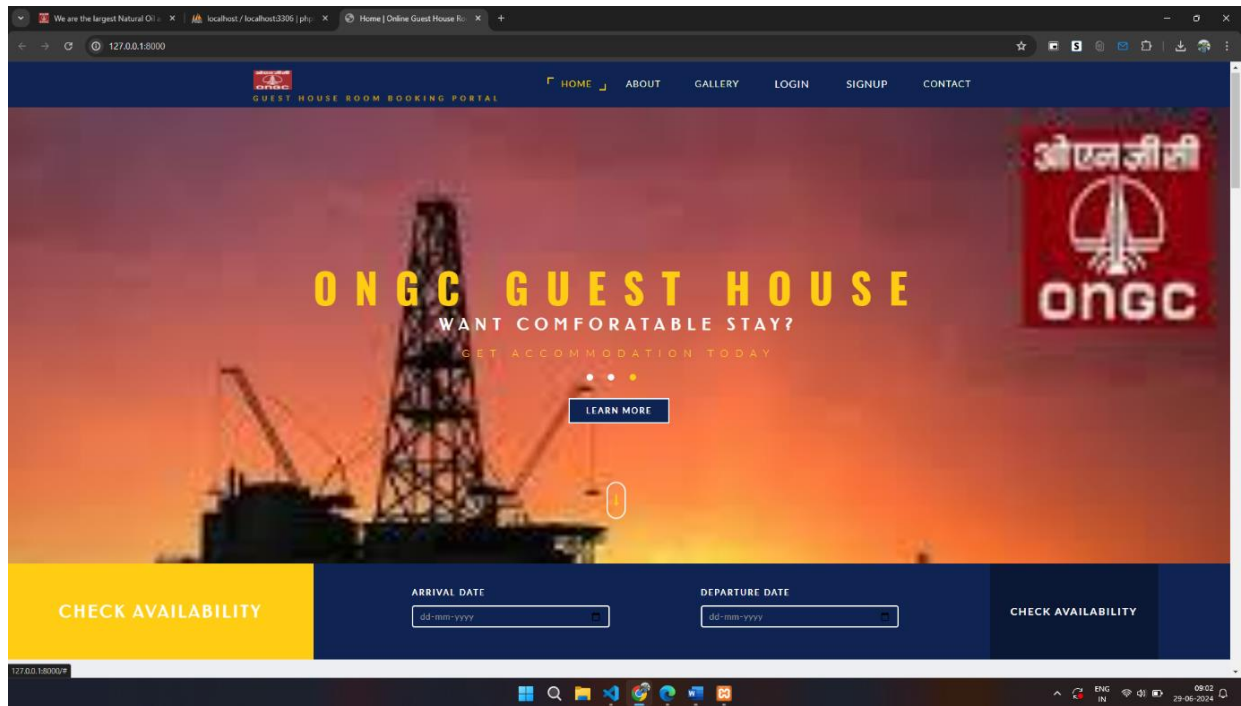 We are the largest Natural Oil a
localhost / localhost:3306 | php
Home | Online Guest House Ro
127.0.0.1:8000
ओएनजीसी
ongc
GUEST HOUSE ROOM BOOKING PORTAL
HOME
ABOUT
GALLERY
LOGIN
SIGNUP
CONTACT
ओएनजीसी
ongc
ONGC GUEST HOUSE
WANT COMFORATABLE STAY?
GET ACCOMMODATION TODAY
LEARN MORE
CHECK AVAILABILITY
ARRIVAL DATE
dd-mm-yyyy
DEPARTURE DATE
dd-mm-yyyy
CHECK AVAILABILITY
127.0.0.1:8000/#
ENG
IN
09:02
29-06-2024